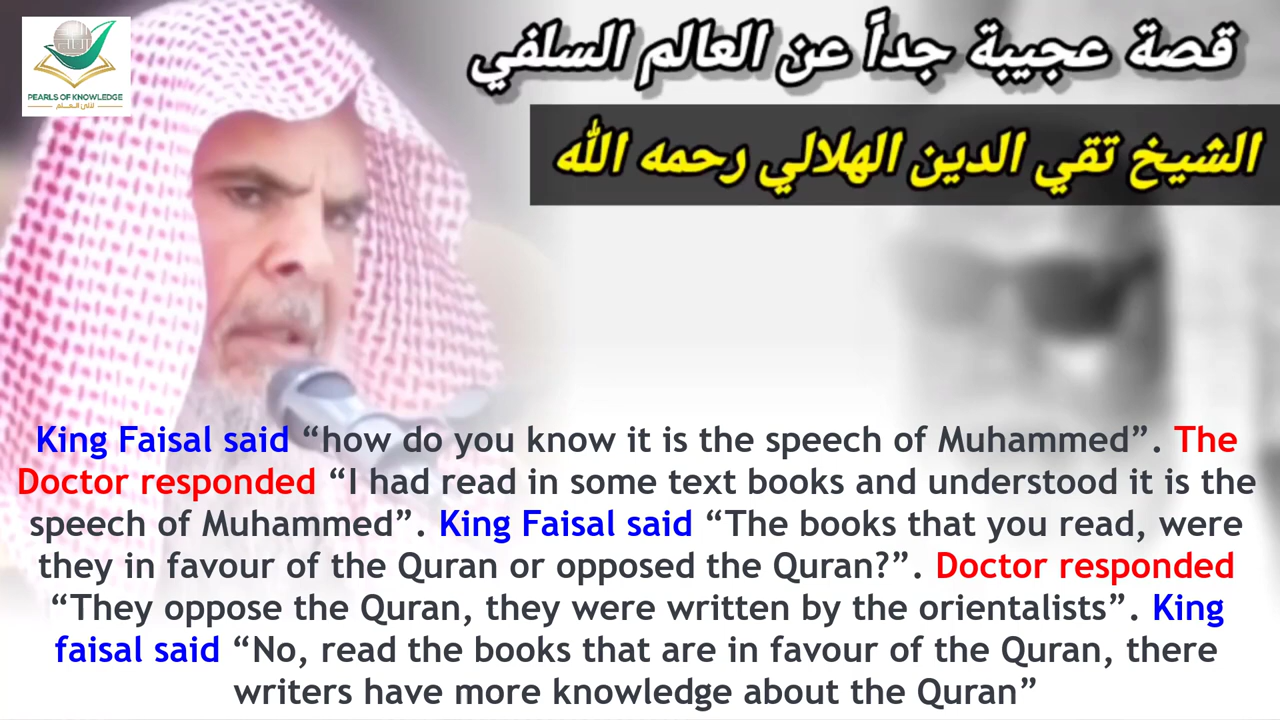 PEARLS OF KNOWLEDGE
لآلئ العلم
قصة عجيبة جداً عن العالم السلفي
الشيخ تقي الدين الهلالي رحمه الله
King Faisal said “how do you know it is the speech of Muhammed”. The
Doctor responded “I had read in some text books and understood it is the
speech of Muhammed”. King Faisal said “The books that you read, were
they in favour of the Quran or opposed the Quran?”. Doctor responded
“They oppose the Quran, they were written by the orientalists”. King
faisal said “No, read the books that are in favour of the Quran, there
writers have more knowledge about the Quran”